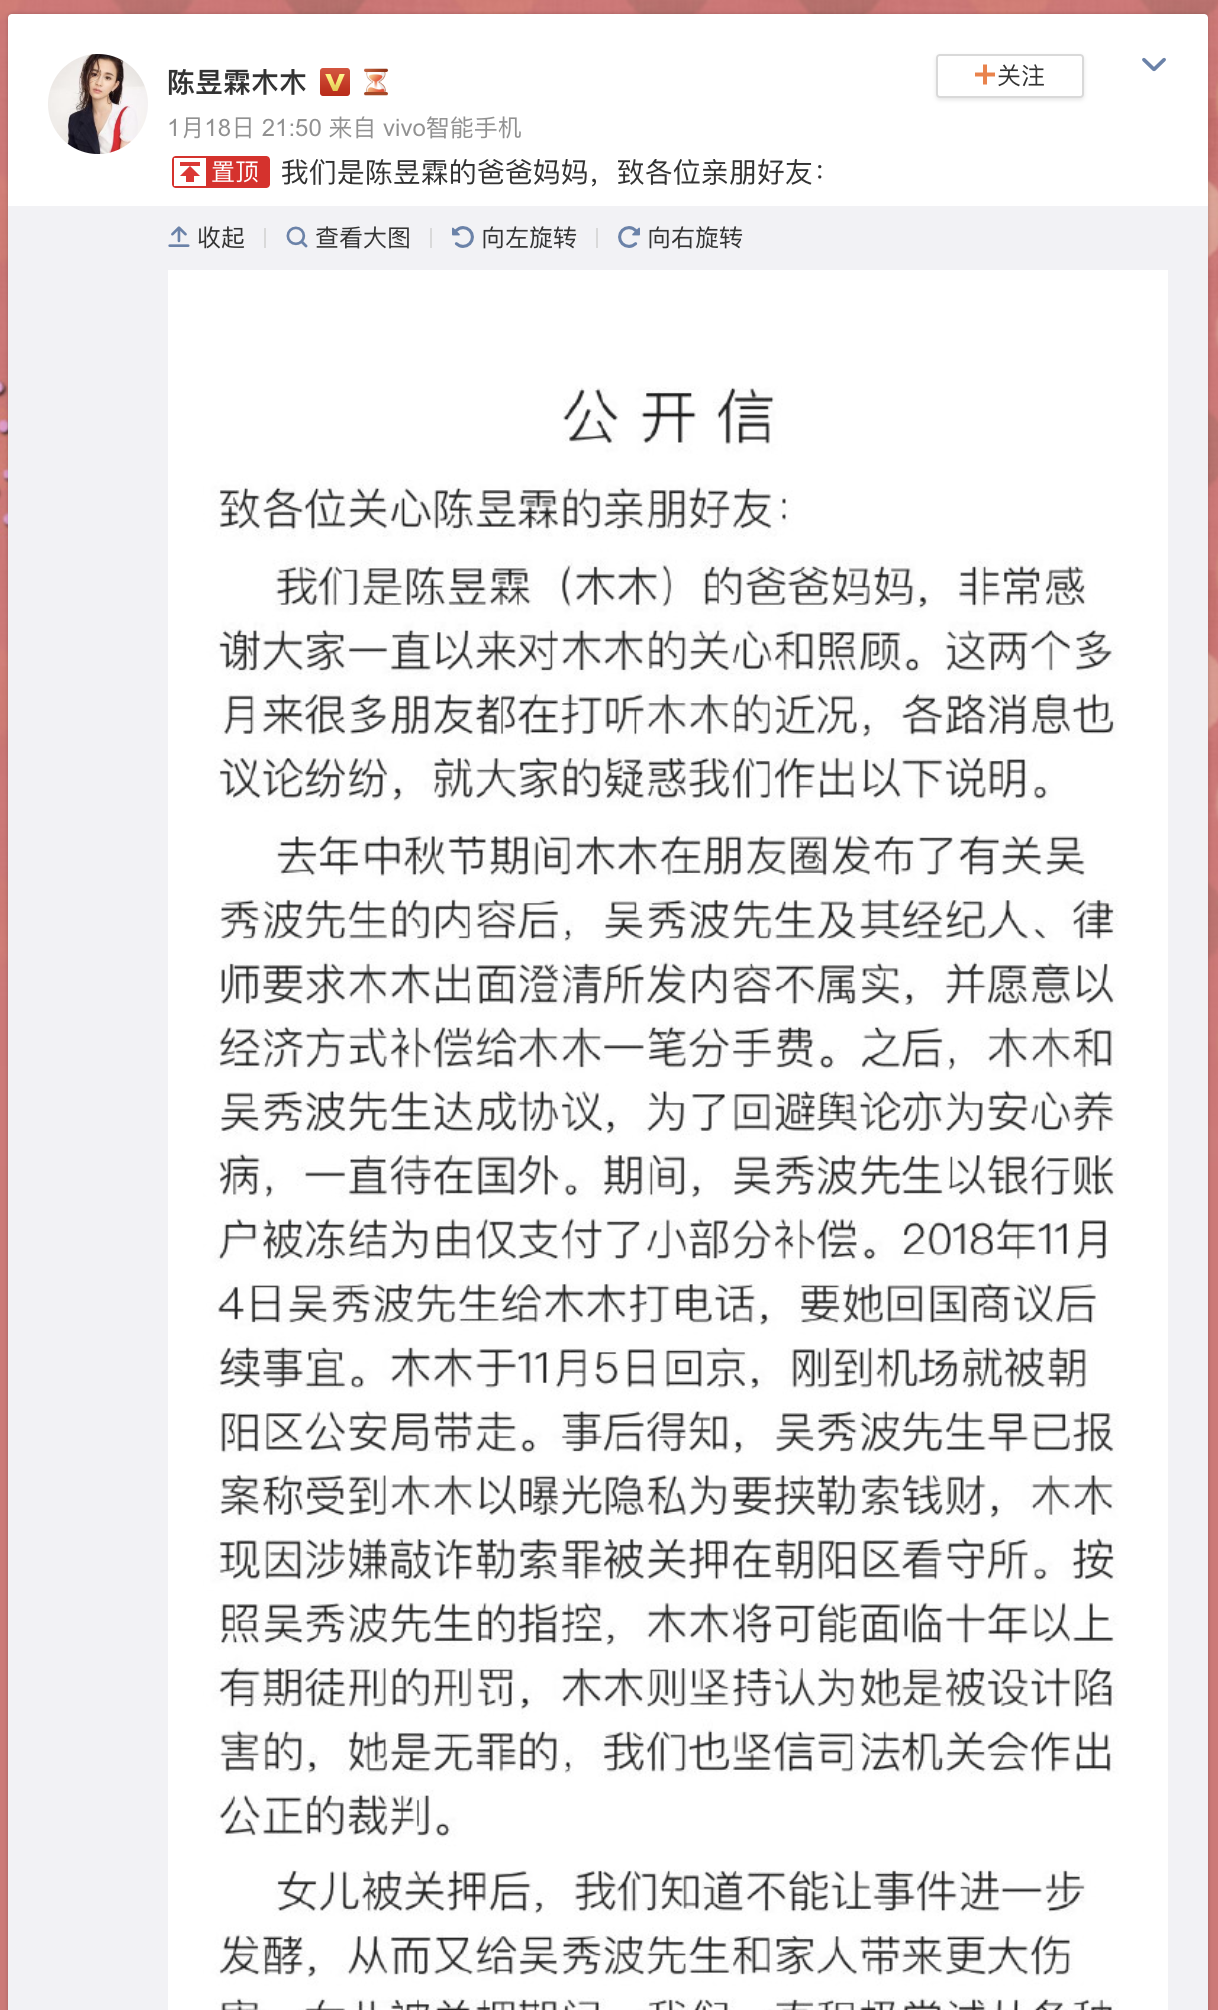 陈昱霖木木 V
1月18日 21:50 来自 vivo智能手机
+关注
置顶 我们是陈昱霖的爸爸妈妈，致各位亲朋好友：
收起 查看大图 向左旋转 向右旋转
公开信
致各位关心陈昱霖的亲朋好友：
我们是陈昱霖（木木）的爸爸妈妈，非常感
谢大家一直以来对木木的关心和照顾。这两个多
月来很多朋友都在打听木木的近况，各路消息也
议论纷纷，就大家的疑惑我们作出以下说明。
去年中秋节期间木木在朋友圈发布了有关吴
秀波先生的内容后，吴秀波先生及其经纪人、律
师要求木木出面澄清所发内容不属实，并愿意以
经济方式补偿给木木一笔分手费。之后，木木和
吴秀波先生达成协议，为了回避舆论亦为安心养
病，一直待在国外。期间，吴秀波先生以银行账
户被冻结为由仅支付了小部分补偿。2018年11月
4日吴秀波先生给木木打电话，要她回国商议后
续事宜。木木于11月5日回京，刚到机场就被朝
阳区公安局带走。事后得知，吴秀波先生早已报
案称受到木木以曝光隐私为要挟勒索钱财，木木
现因涉嫌敲诈勒索罪被关押在朝阳区看守所。按
照吴秀波先生的指控，木木将可能面临十年以上
有期徒刑的刑罚，木木则坚持认为她是被设计陷
害的，她是无罪的，我们也坚信司法机关会作出
公正的裁判。
女儿被关押后，我们知道不能让事件进一步
发酵，从而又给吴秀波先生和家人带来更大伤